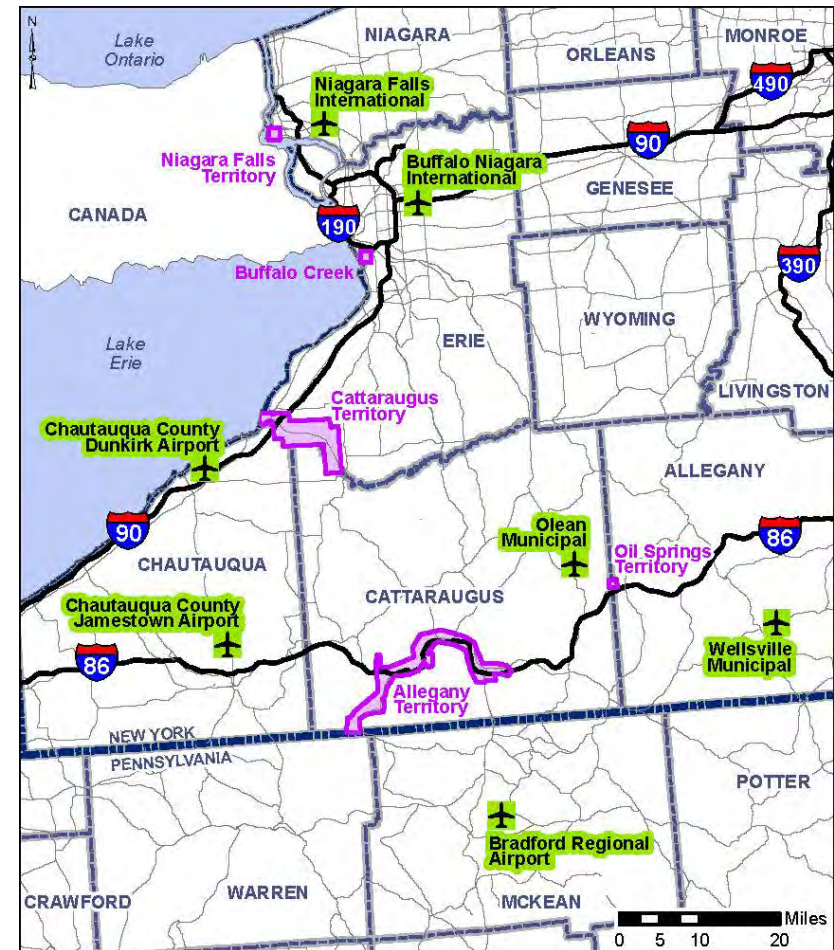 N
Lake
Ontario
NIAGARA
ORLEANS
MONROE
490
Niagara Falls
International
90
Niagara Falls
Territory
Buffalo Niagara
International
GENESEE
CANADA
190
390
Buffalo Creek
WYOMING
Lake
Erie
ERIE
LIVINGSTON
Cattaraugus
Territory
Chautauqua County
Dunkirk Airport
ALLEGANY
90
Olean
Municipal
Oil Springs
Territory
86
CHAUTAUQUA
CATTARAUGUS
Chautauqua County
Jamestown Airport
86
Wellsville
Municipal
Allegany
Territory
NEW YORK
PENNSYLVANIA
POTTER
Bradford Regional
Airport
CRAWFORD
WARREN
MCKEAN
Miles
0 5 10 20